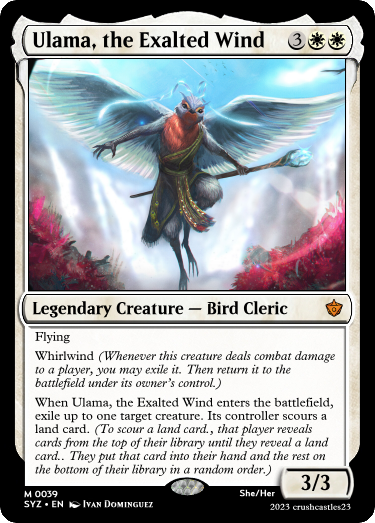 Ulama, the Exalted Wind 3
Legendary Creature — Bird Cleric
Flying
Whirlwind (Whenever this creature deals combat damage
to a player, you may exile it. Then return it to the
battlefield under its owner's control.)
When Ulama, the Exalted Wind enters the battlefield,
exile up to one target creature. Its controller scours a
land card. (To scour a land card., that player reveals
cards from the top of their library until they reveal a
land card.. They put that card into their hand and the rest on
the bottom of their library in a random order.)
3/3
M 0039 She/Her
SYZ • EN Ivan Dominguez 2023 crushcastles23